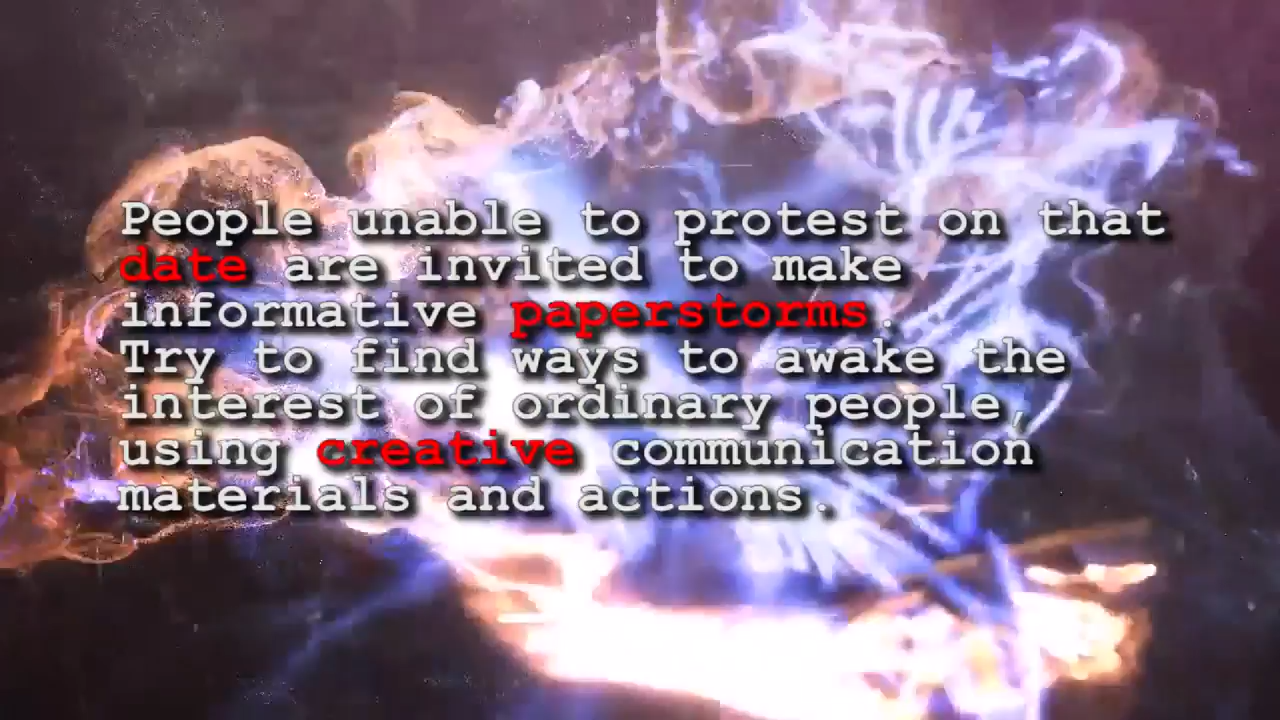 People unable to protest on that
date are invited to make
informative paperstorms.
Try to find ways to awake the
interest of ordinary people,
using creative communication
materials and actions.